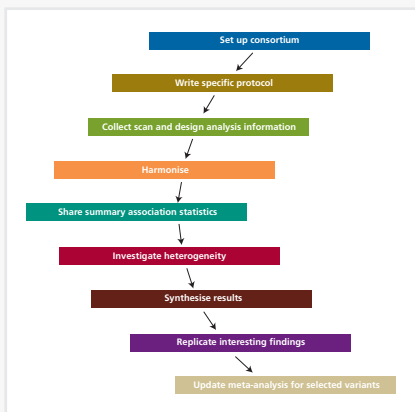 Set up consortium
Write specific protocol
Collect scan and design analysis information
Harmonise
Share summary association statistics
Investigate heterogeneity
Synthesise results
Replicate interesting findings
Update meta-analysis for selected variants